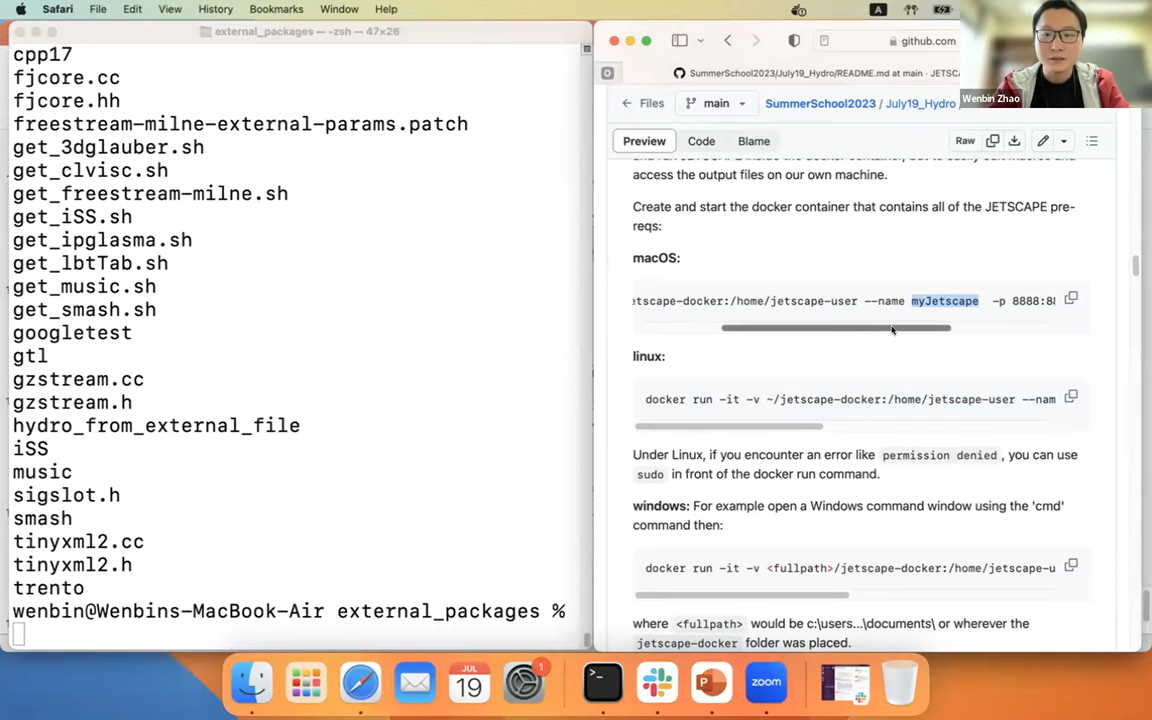 Safari File Edit View History Bookmarks Window Help
A
external_packages — -zsh — 47×26
cpp17
fjcore.cc
fjcore.hh
freestream-milne-external-params.patch
get_3dglauber.sh
get_clvisc.sh
get_freestream-milne.sh
get_iSS.sh
get_ipglasma.sh
get_lbtTab.sh
get_music.sh
get_smash.sh
googletest
gtl
gzstream.cc
gzstream.h
hydro_from_external_file
iSS
music
sigslot.h
smash
tinyxml2.cc
tinyxml2.h
trento
wenbin@Wenbins-MacBook-Air external_packages %
github.com
SummerSchool2023/July19_Hydro/README.md at main · JETSC
Wenbin Zhao
Files main SummerSchool2023 / July19_Hydro
Preview Code Blame Raw
access the output files on our own machine.
Create and start the docker container that contains all of the JETSCAPE pre-
reqs:
macOS:
etscape-docker:/home/jetscape-user --name myJetscape -p 8888:88
linux:
docker run -it -v ~/jetscape-docker:/home/jetscape-user --nam
Under Linux, if you encounter an error like permission denied , you can use
sudo in front of the docker run command.
windows: For example open a Windows command window using the 'cmd'
command then:
docker run -it -v <fullpath>/jetscape-docker:/home/jetscape-u
where <fullpath> would be c:\users...\documents\ or wherever the
jetscape-docker folder was placed.
JUL
19
1
zoom